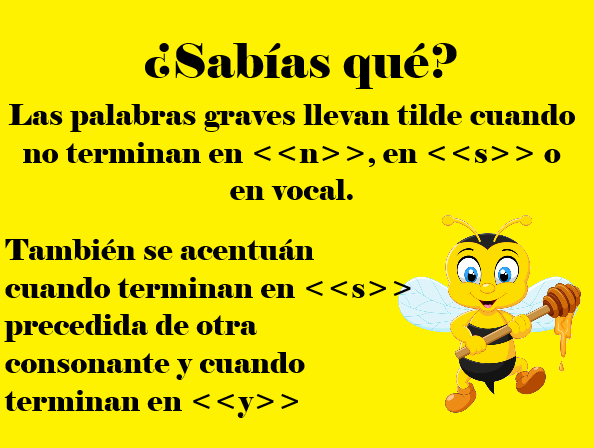 ¿Sabías qué?
Las palabras graves llevan tilde cuando
no terminan en <<n>>, en <<s>> o
en vocal.
También se acentuán
cuando terminan en <<s>>
precedida de otra
consonante y cuando
terminan en <<y>>